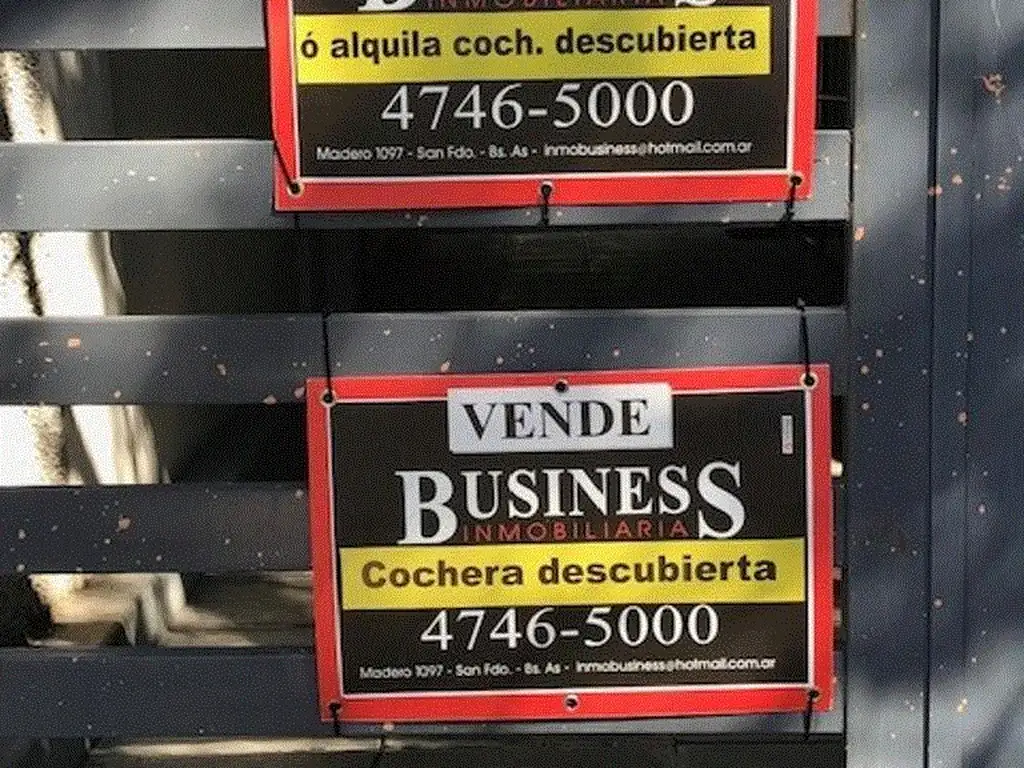 BUSINESS
INMOBILIARIA
ó alquila coch. descubierta
4746-5000
Madero 1097 - San Fdo. - Bs. As - inmobusiness@hotmail.com.ar
VENDE
BUSINESS
INMOBILIARIA
Cochera descubierta
4746-5000
Madero 1097 - San Fdo. - Bs. As - inmobusiness@hotmail.com.ar